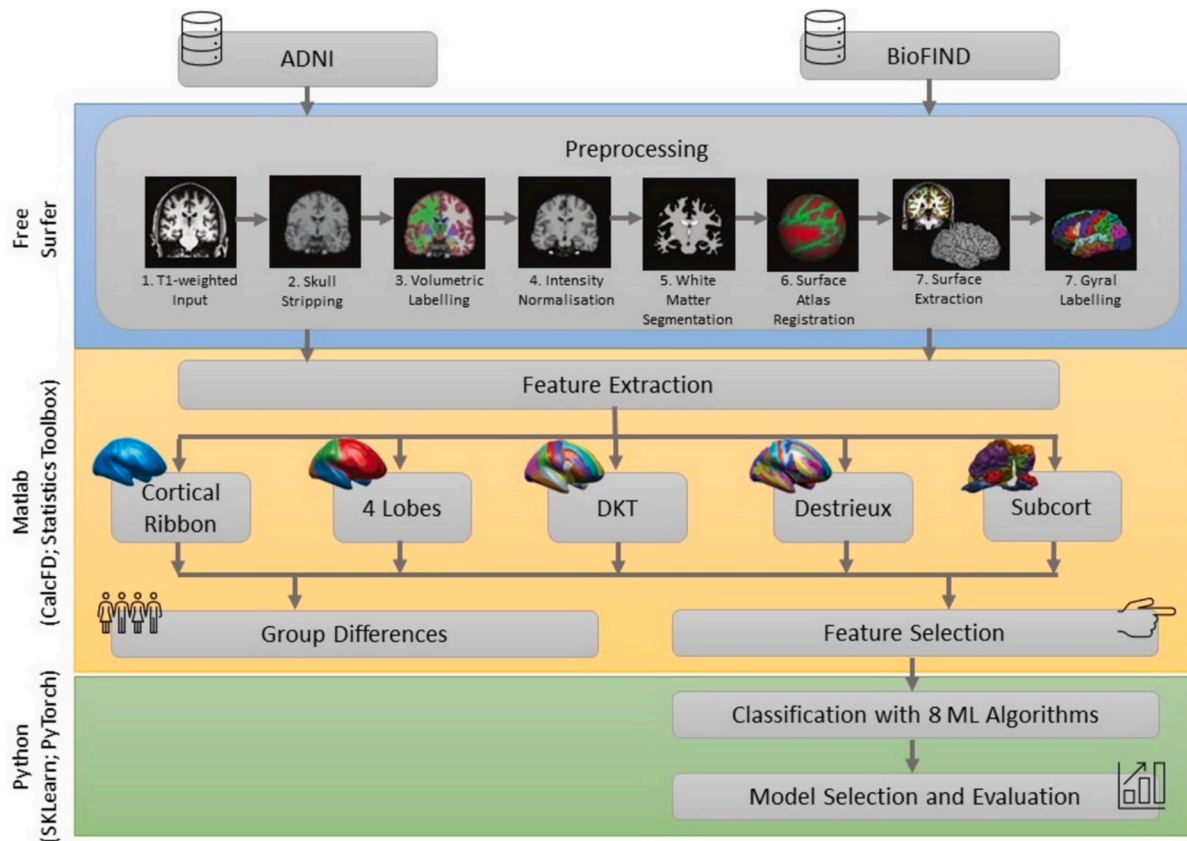 ADNI
BioFIND
Free
Surfer
Preprocessing
1. T1-weighted
Input
2. Skull
Stripping
3. Volumetric
Labelling
4. Intensity
Normalisation
5. White
Matter
Segmentation
6. Surface
Atlas
Registration
7. Surface
Extraction
7. Gyral
Labelling
Matlab
(CalcFD; Statistics Toolbox)
Feature Extraction
Cortical
Ribbon
4 Lobes
DKT
Destrieux
Subcort
Group Differences
Feature Selection
Python
(SKLearn; PyTorch)
Classification with 8 ML Algorithms
Model Selection and Evaluation